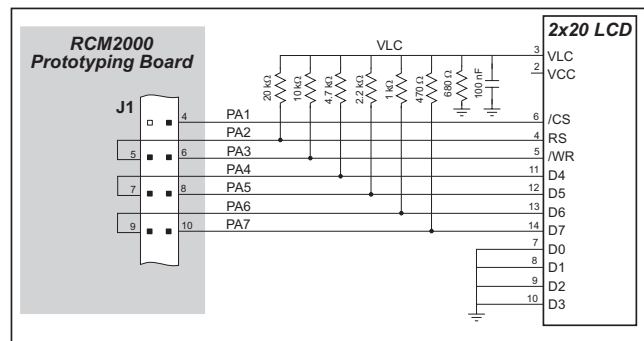 RCM2000
Prototyping Board
2x20 LCD
J1
VLC
20 kΩ
10 kΩ
4.7 kΩ
2.2 kΩ
1 kΩ
470 Ω
680 Ω
100 nF
3 VLC
2 VCC
4 PA1 6 /CS
PA2 4 RS
5 6 PA3 5 /WR
PA4 11 D4
7 8 PA5 12 D5
PA6 13 D6
9 10 PA7 14 D7
7 D0
8 D1
9 D2
10 D3